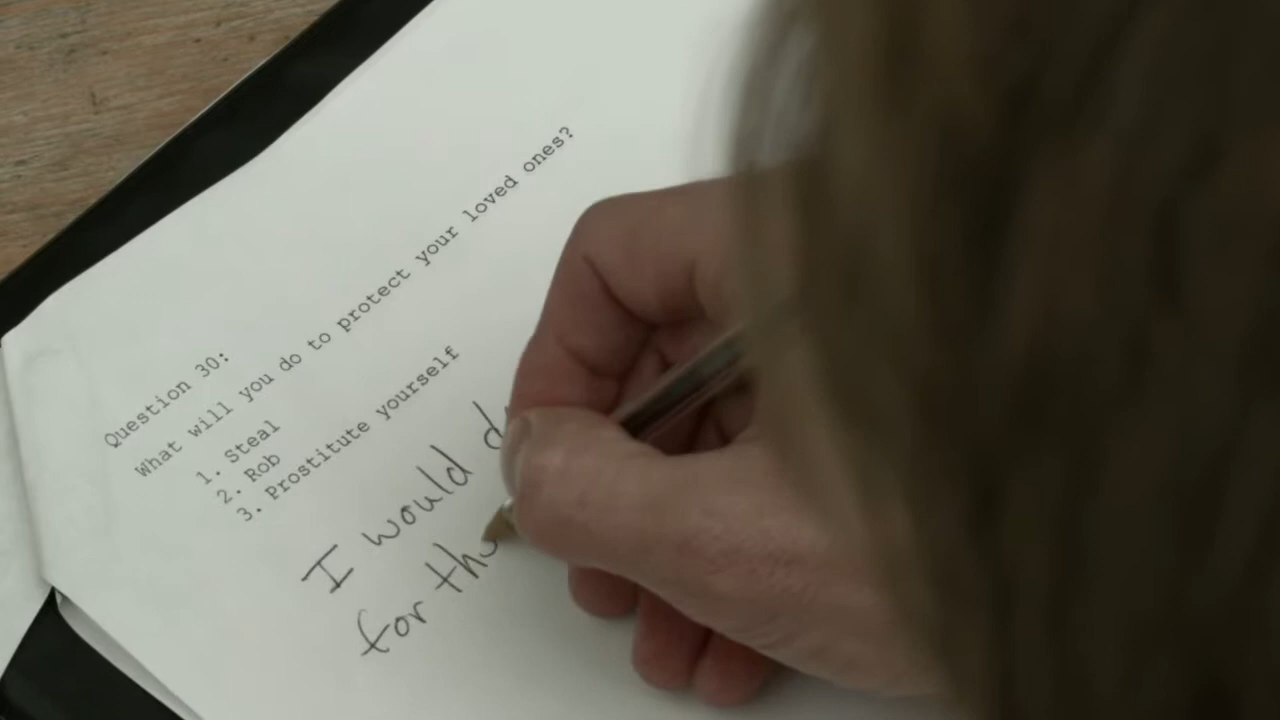 Question 30:
What will you do to protect your loved ones?
1. Steal
2. Rob
3. Prostitute yourself
I would
for